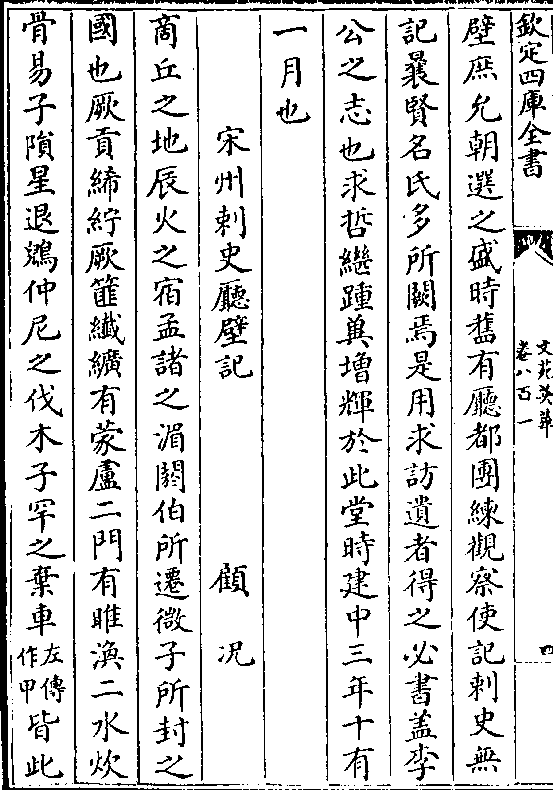 欽定四庫全書
文苑英華
卷八百一
四
壁庶允朝選之盛時舊有廳都團練觀察使記刺史無
記曩賢名氏多所闕焉是用求訪遺者得之必書蓋李
公之志也求哲繼踵冀増輝於此堂時建中三年十有
一月也
宋州刺史廳壁記 顧况
商丘之地辰火之宿孟諸之湄閼伯所遷微子所封之
國也厥貢絺紵厥篚纖纊有蒙盧二門有睢渙二水炊
骨易子隕星退鷁仲尼之伐木子罕之棄車左傳作甲皆此